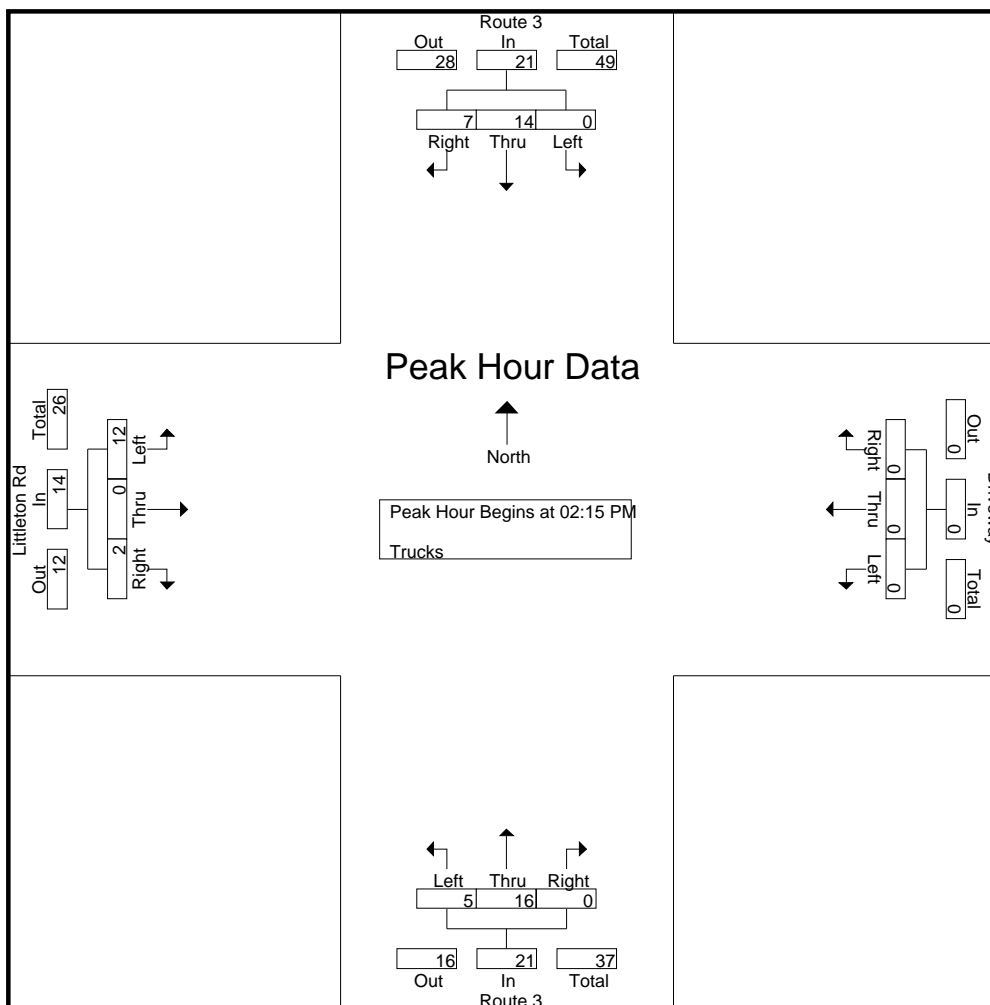 Route 3
Out In Total
28 21 49
7 14 0
Right Thru Left
Peak Hour Data
North
Peak Hour Begins at 02:15 PM
Trucks
Littleton Rd
Out In Total
12 14 26
Right Thru Left
2 0 12
Out In Total
0 0 0
Right Thru Left
0 0 0
Left Thru Right
5 16 0
16 21 37
Out In Total
Route 3